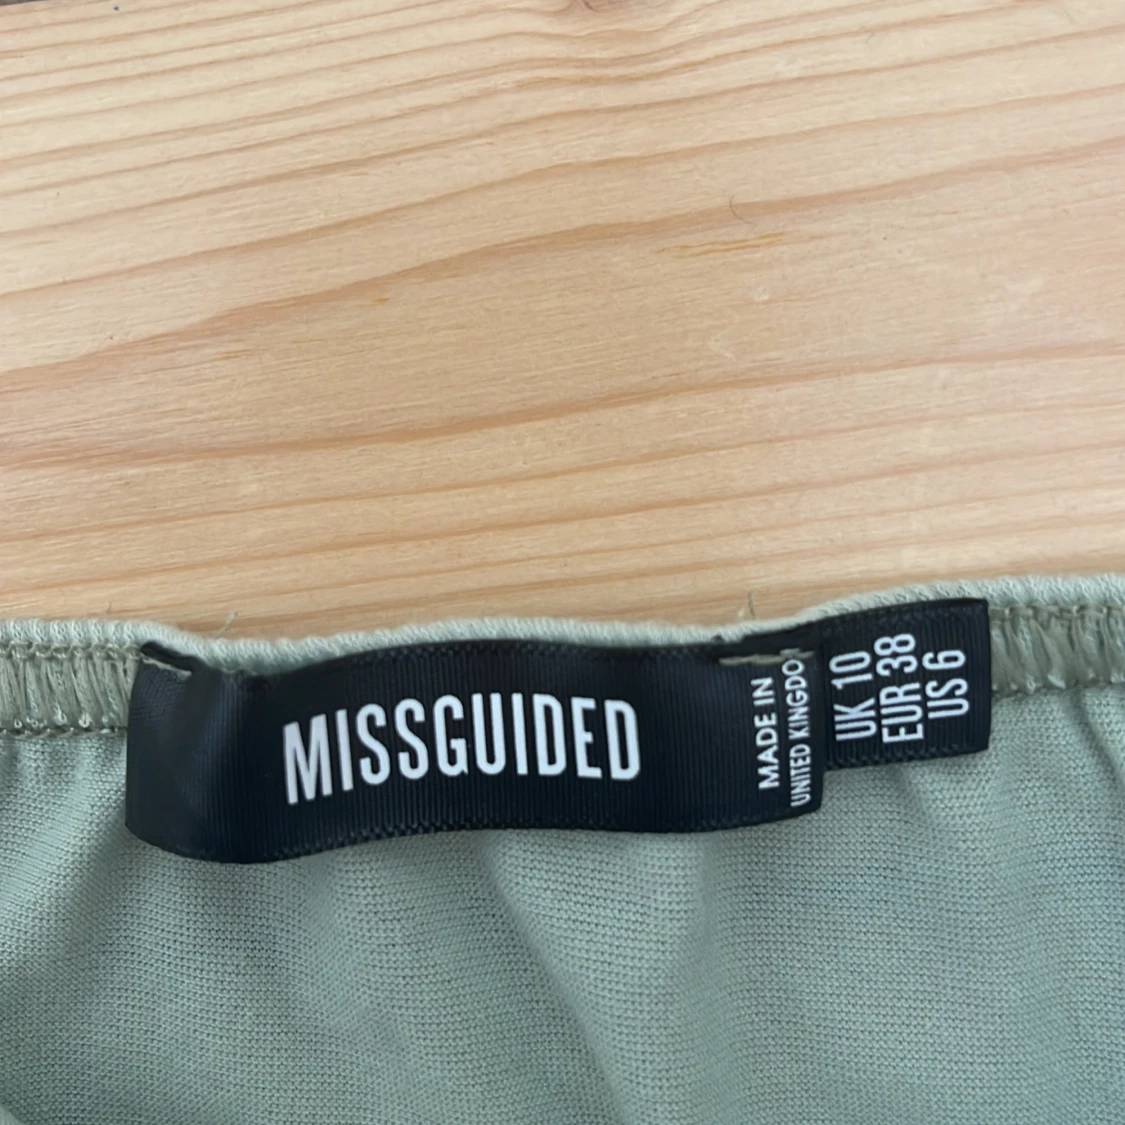 MISSGUIDED
MADE IN
UNITED KINGDO
UK 10
EUR 38
US 6